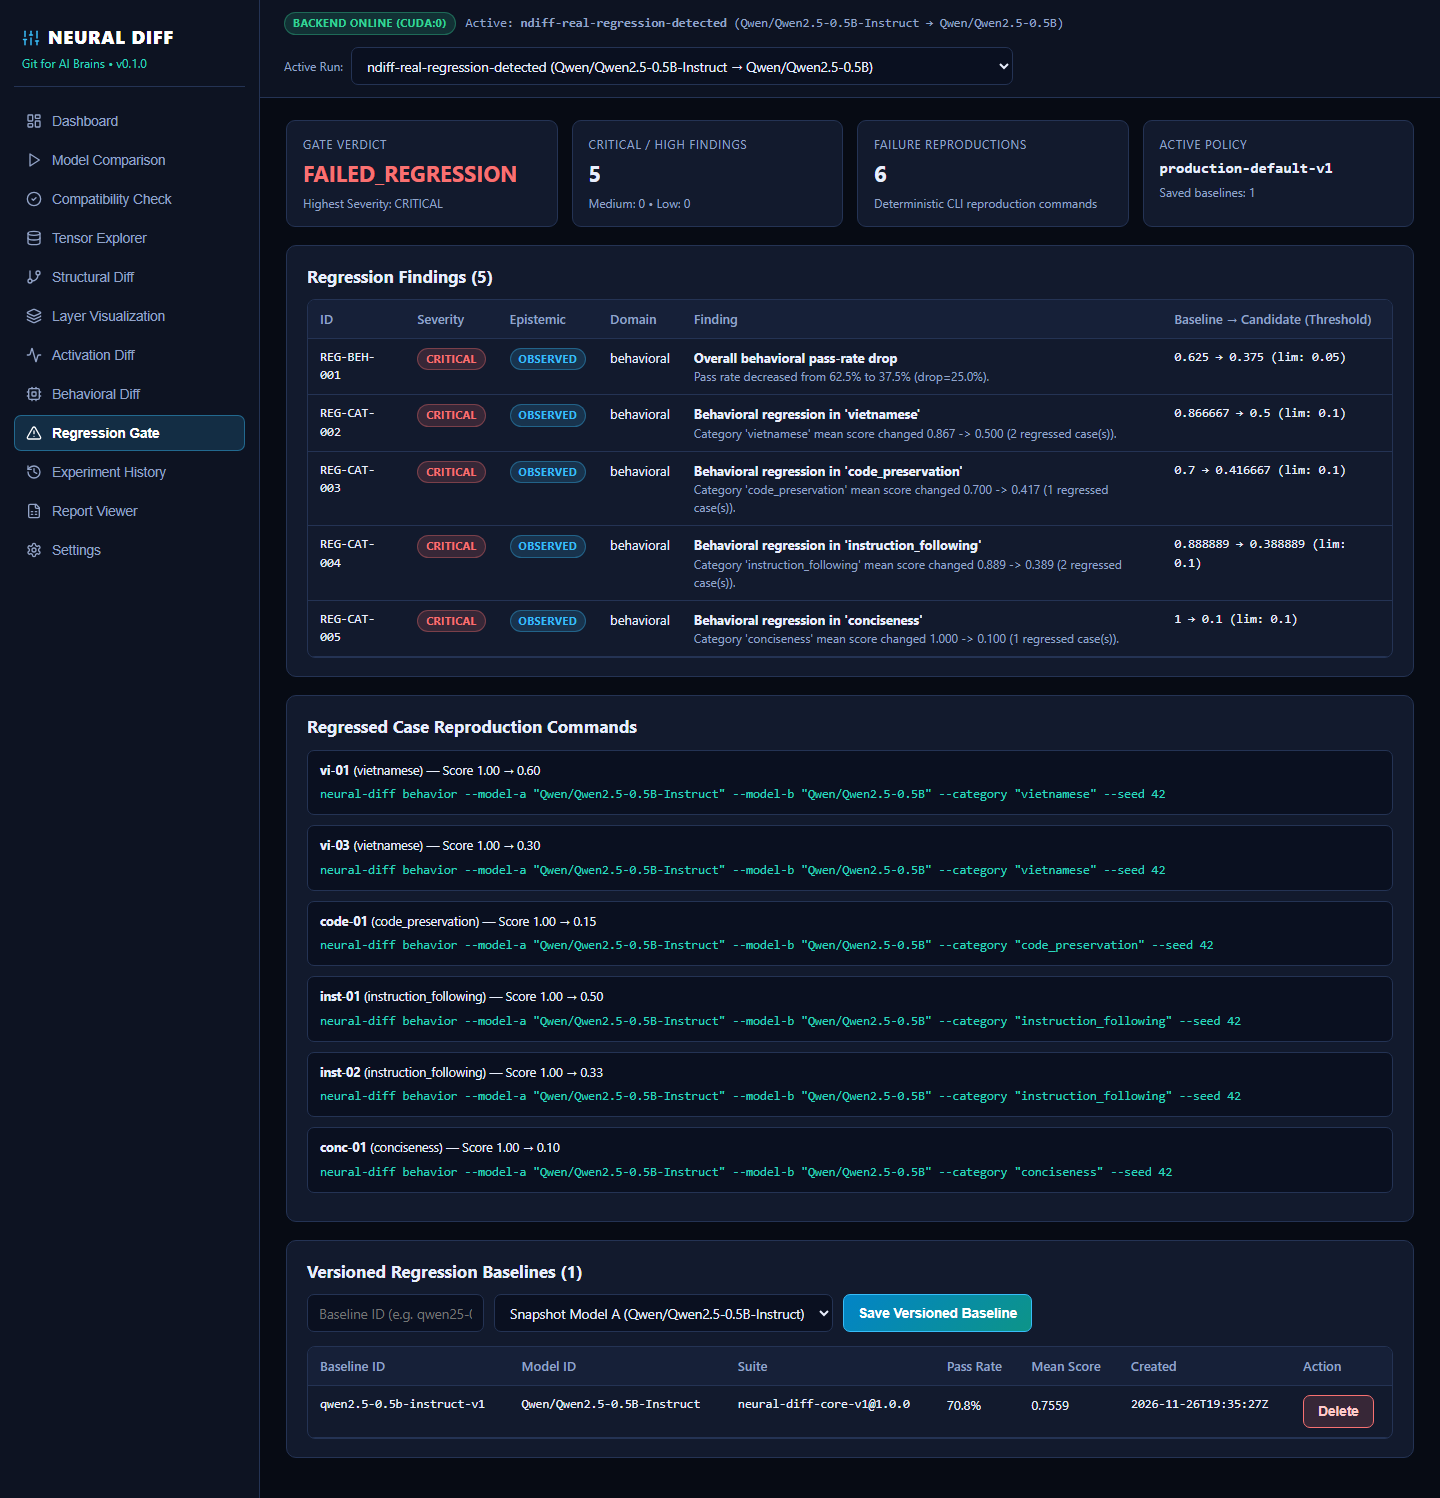 NEURAL DIFF
Git for AI Brains • v0.1.0
Dashboard
Model Comparison
Compatibility Check
Tensor Explorer
Structural Diff
Layer Visualization
Activation Diff
Behavioral Diff
Regression Gate
Experiment History
Report Viewer
Settings
BACKEND ONLINE (CUDA:0) Active: ndiff-real-regression-detected (Qwen/Qwen2.5-0.5B-Instruct → Qwen/Qwen2.5-0.5B)
Active Run: ndiff-real-regression-detected (Qwen/Qwen2.5-0.5B-Instruct → Qwen/Qwen2.5-0.5B)
GATE VERDICT
FAILED_REGRESSION
Highest Severity: CRITICAL
CRITICAL / HIGH FINDINGS
5
Medium: 0 • Low: 0
FAILURE REPRODUCTIONS
6
Deterministic CLI reproduction commands
ACTIVE POLICY
production-default-v1
Saved baselines: 1
Regression Findings (5)
ID Severity Epistemic Domain Finding Baseline → Candidate (Threshold)
REG-BEH-001 CRITICAL OBSERVED behavioral Overall behavioral pass-rate drop 0.625 → 0.375 (lim: 0.05)
Pass rate decreased from 62.5% to 37.5% (drop=25.0%).
REG-CAT-002 CRITICAL OBSERVED behavioral Behavioral regression in 'vietnamese' 0.866667 → 0.5 (lim: 0.1)
Category 'vietnamese' mean score changed 0.867 -> 0.500 (2 regressed case(s)).
REG-CAT-003 CRITICAL OBSERVED behavioral Behavioral regression in 'code_preservation' 0.7 → 0.416667 (lim: 0.1)
Category 'code_preservation' mean score changed 0.700 -> 0.417 (1 regressed
case(s)).
REG-CAT-004 CRITICAL OBSERVED behavioral Behavioral regression in 'instruction_following' 0.888889 → 0.388889 (lim: 0.1)
Category 'instruction_following' mean score changed 0.889 -> 0.389 (2 regressed
case(s)).
REG-CAT-005 CRITICAL OBSERVED behavioral Behavioral regression in 'conciseness' 1 → 0.1 (lim: 0.1)
Category 'conciseness' mean score changed 1.000 -> 0.100 (1 regressed case(s)).
Regressed Case Reproduction Commands
vi-01 (vietnamese) — Score 1.00 → 0.60
neural-diff behavior --model-a "Qwen/Qwen2.5-0.5B-Instruct" --model-b "Qwen/Qwen2.5-0.5B" --category "vietnamese" --seed 42
vi-03 (vietnamese) — Score 1.00 → 0.30
neural-diff behavior --model-a "Qwen/Qwen2.5-0.5B-Instruct" --model-b "Qwen/Qwen2.5-0.5B" --category "vietnamese" --seed 42
code-01 (code_preservation) — Score 1.00 → 0.15
neural-diff behavior --model-a "Qwen/Qwen2.5-0.5B-Instruct" --model-b "Qwen/Qwen2.5-0.5B" --category "code_preservation" --seed 42
inst-01 (instruction_following) — Score 1.00 → 0.50
neural-diff behavior --model-a "Qwen/Qwen2.5-0.5B-Instruct" --model-b "Qwen/Qwen2.5-0.5B" --category "instruction_following" --seed 42
inst-02 (instruction_following) — Score 1.00 → 0.33
neural-diff behavior --model-a "Qwen/Qwen2.5-0.5B-Instruct" --model-b "Qwen/Qwen2.5-0.5B" --category "instruction_following" --seed 42
conc-01 (conciseness) — Score 1.00 → 0.10
neural-diff behavior --model-a "Qwen/Qwen2.5-0.5B-Instruct" --model-b "Qwen/Qwen2.5-0.5B" --category "conciseness" --seed 42
Versioned Regression Baselines (1)
Baseline ID (e.g. qwen25-0 Snapshot Model A (Qwen/Qwen2.5-0.5B-Instruct) Save Versioned Baseline
Baseline ID Model ID Suite Pass Rate Mean Score Created Action
qwen2.5-0.5b-instruct-v1 Qwen/Qwen2.5-0.5B-Instruct neural-diff-core-v1@1.0.0 70.8% 0.7559 2026-11-26T19:35:27Z Delete